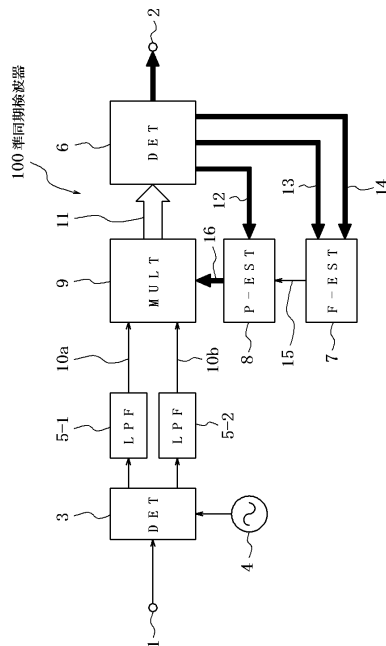 100 準同期検波器
1
3
DET
4
5-1
LPF
LPF
5-2
10a
10b
9
MULT
11
6
DET
2
12
13
14
16
P-EST
8
15
F-EST
7